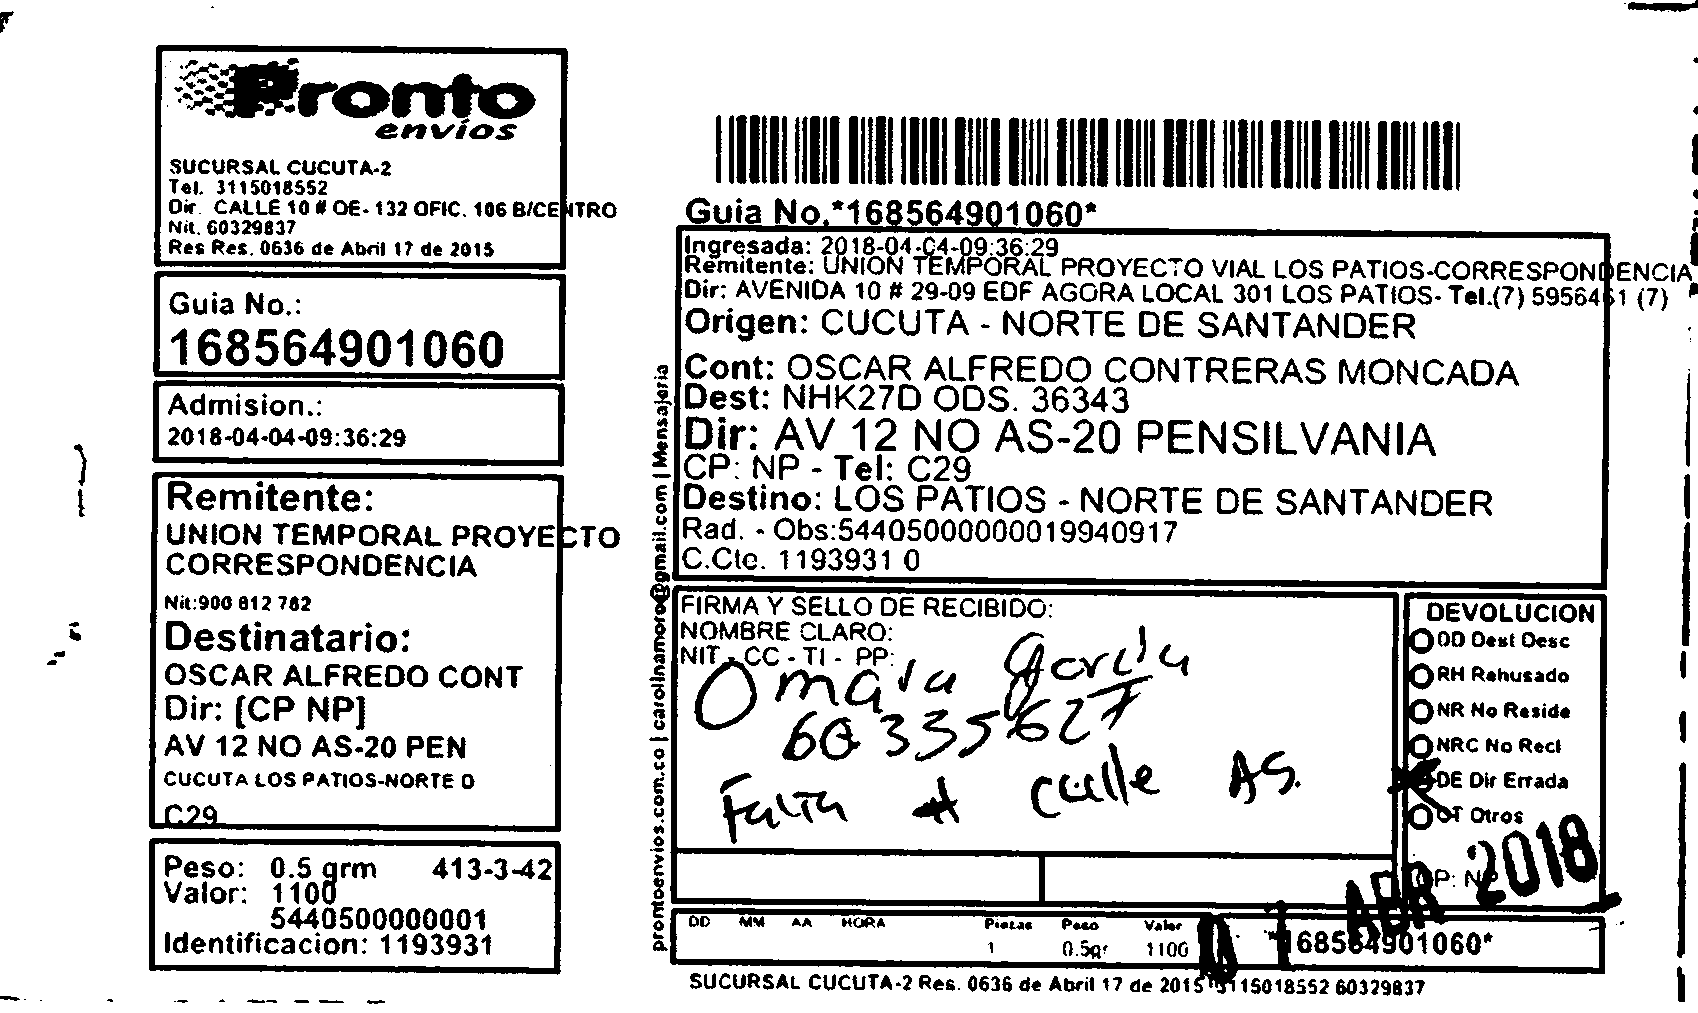 Pronto
envíos
SUCURSAL CUCUTA-2
Tel. 3115018552
Dir. CALLE 10 # OE- 132 OFIC. 106 B/CENTRO
Nit. 60329837
Res Res. 0636 de Abril 17 de 2015
Guia No.:
168564901060
Admision.:
2018-04-04-09:36:29
Remitente:
UNION TEMPORAL PROYECTO
CORRESPONDENCIA
Nit:900 812 782
Destinatario:
OSCAR ALFREDO CONT
Dir: [CP NP]
AV 12 NO AS-20 PEN
CUCUTA LOS PATIOS-NORTE D
C29
Peso: 0.5 grm 413-3-42
Valor: 1100
5440500000001
Identificacion: 1193931
prontoenvios.com.co | carolinamoro@gmail.com | Mensajeria
Guia No.*168564901060*
Ingresada: 2018-04-04-09:36:29
Remitente: UNION TEMPORAL PROYECTO VIAL LOS PATIOS-CORRESPONDENCIA
Dir: AVENIDA 10 # 29-09 EDF AGORA LOCAL 301 LOS PATIOS- Tel.(7) 5956461 (7)
Origen: CUCUTA - NORTE DE SANTANDER
Cont: OSCAR ALFREDO CONTRERAS MONCADA
Dest: NHK27D ODS. 36343
Dir: AV 12 NO AS-20 PENSILVANIA
CP: NP - Tel: C29
Destino: LOS PATIOS - NORTE DE SANTANDER
Rad. - Obs:54405000000019940917
C.Cte. 1193931 0
FIRMA Y SELLO DE RECIBIDO:
NOMBRE CLARO:
NIT - CC - TI - PP:
Omaira Garcia
60335627
Falta # calle AS.
DEVOLUCION
DD Dest Desc
RH Rehusado
NR No Reside
NRC No Recl
DE Dir Errada
OT Otros
CP: NP
ABR 2018
DD MM AA HORA Piezas Peso Valor
1 0.5gr 1100
*168564901060*
SUCURSAL CUCUTA-2 Res. 0636 de Abril 17 de 2015 3115018552 60329837